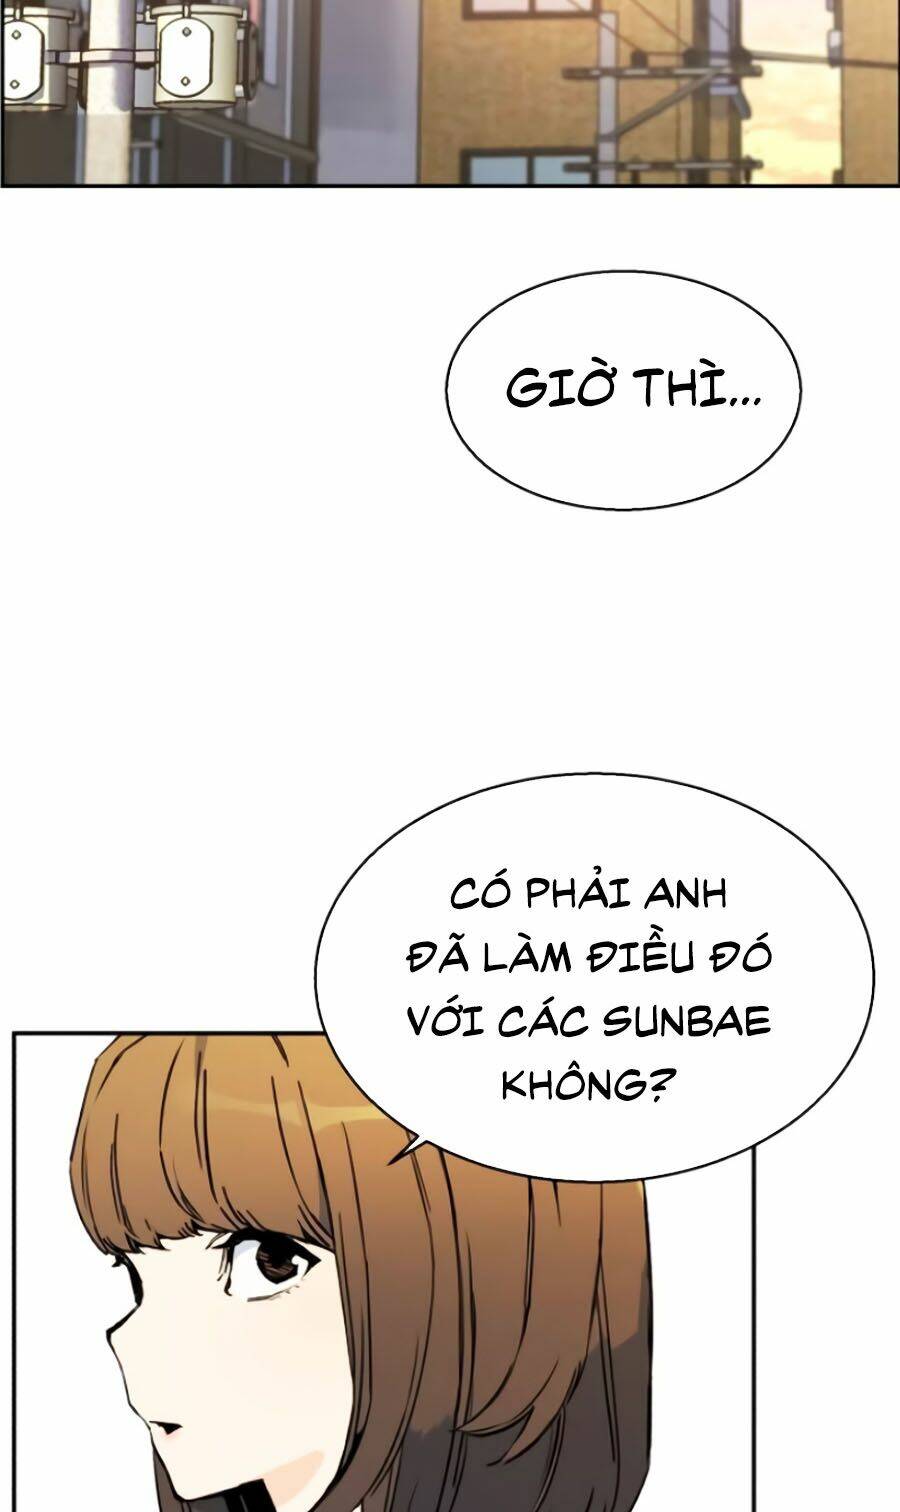 GIỜ THÌ...
CÓ PHẢI ANH
ĐÃ LÀM ĐIỀU ĐÓ
VỚI CÁC SUNBAE
KHÔNG?